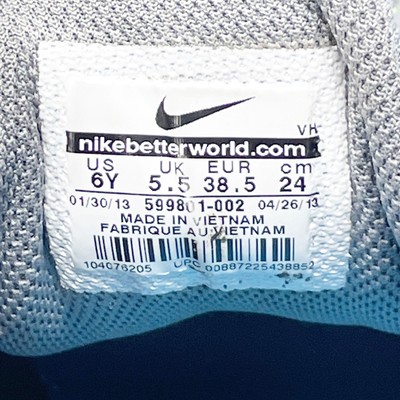 VH
nikebetterworld.com
US UK EUR cm
6Y 5.5 38.5 24
01/30/13 599801-002 04/26/13
MADE IN VIETNAM
FABRIQUE AU VIETNAM
104076205 UPC 00887225438852